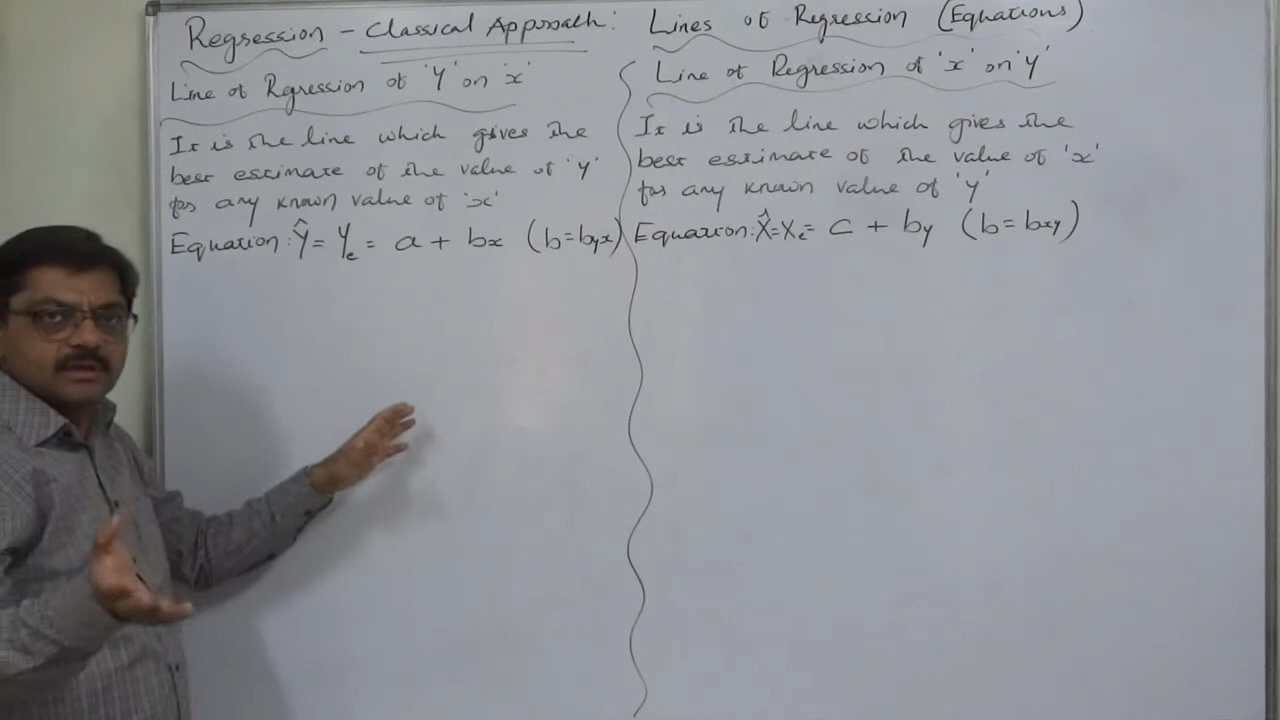 Regression - Classical Approach : Lines of Regression (Equations)
Line of Regression of 'Y' on 'x'
It is the line which gives the
best estimate of the value of 'y'
for any known value of 'x'
Equation: Ŷ = Yₑ = a + bx (b = byx)
Line of Regression of 'x' on 'Y'
It is the line which gives the
best estimate of the value of 'x'
for any known value of 'Y'
Equation: X̂ = Xₑ = c + by (b = bxy)